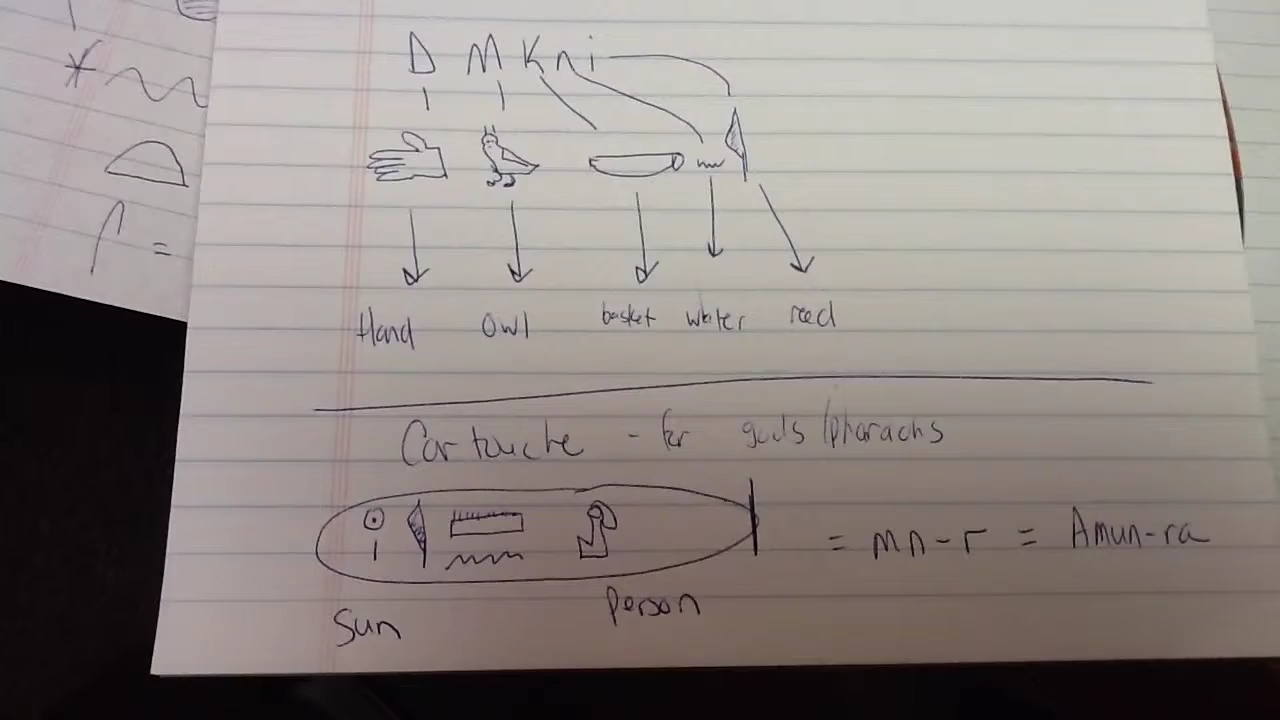 D M K n i
Hand Owl basket water reed
Cartouche - for gods/pharaohs
= mn-r = Amun-ra
Sun person
=